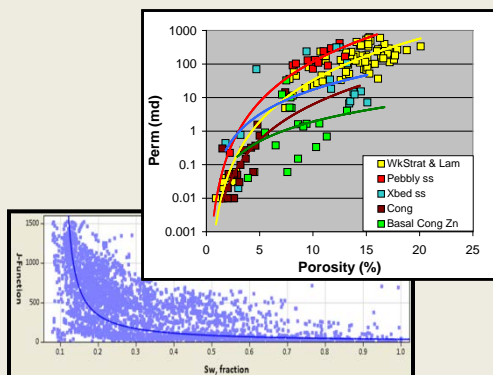 1000
100
10
1
0.1
0.01
0.001
Perm (md)
0 5 10 15 20 25
Porosity (%)
WkStrat & Lam
Pebbly ss
Xbed ss
Cong
Basal Cong Zn
1500
1000
500
0
J-Function
0.1 0.2 0.3 0.4 0.5 0.6 0.7 0.8 0.9 1.0
Sw, fraction